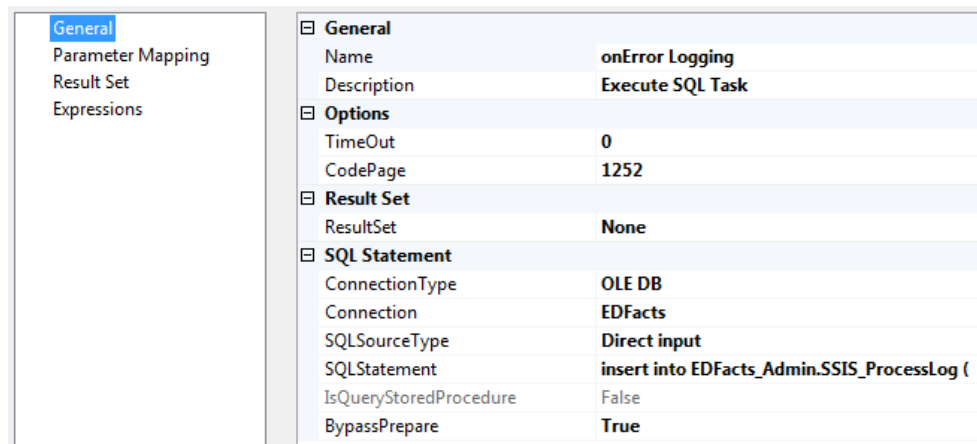 General
Parameter Mapping
Result Set
Expressions
General
Name onError Logging
Description Execute SQL Task
Options
TimeOut 0
CodePage 1252
Result Set
ResultSet None
SQL Statement
ConnectionType OLE DB
Connection EDFacts
SQLSourceType Direct input
SQLStatement insert into EDFacts_Admin.SSIS_ProcessLog (
IsQueryStoredProcedure False
BypassPrepare True